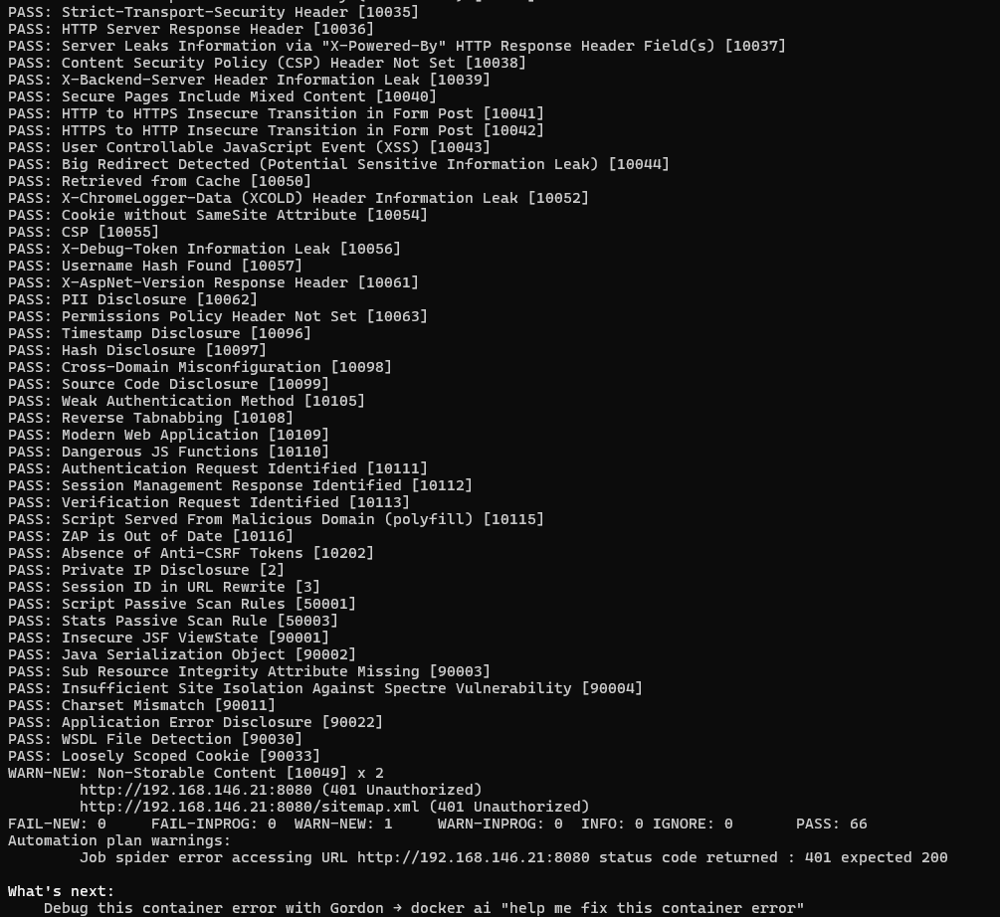 PASS: Strict-Transport-Security Header [10035]
PASS: HTTP Server Response Header [10036]
PASS: Server Leaks Information via "X-Powered-By" HTTP Response Header Field(s) [10037]
PASS: Content Security Policy (CSP) Header Not Set [10038]
PASS: X-Backend-Server Header Information Leak [10039]
PASS: Secure Pages Include Mixed Content [10040]
PASS: HTTP to HTTPS Insecure Transition in Form Post [10041]
PASS: HTTPS to HTTP Insecure Transition in Form Post [10042]
PASS: User Controllable JavaScript Event (XSS) [10043]
PASS: Big Redirect Detected (Potential Sensitive Information Leak) [10044]
PASS: Retrieved from Cache [10050]
PASS: X-ChromeLogger-Data (XCOLD) Header Information Leak [10052]
PASS: Cookie without SameSite Attribute [10054]
PASS: CSP [10055]
PASS: X-Debug-Token Information Leak [10056]
PASS: Username Hash Found [10057]
PASS: X-AspNet-Version Response Header [10061]
PASS: PII Disclosure [10062]
PASS: Permissions Policy Header Not Set [10063]
PASS: Timestamp Disclosure [10096]
PASS: Hash Disclosure [10097]
PASS: Cross-Domain Misconfiguration [10098]
PASS: Source Code Disclosure [10099]
PASS: Weak Authentication Method [10105]
PASS: Reverse Tabnabbing [10108]
PASS: Modern Web Application [10109]
PASS: Dangerous JS Functions [10110]
PASS: Authentication Request Identified [10111]
PASS: Session Management Response Identified [10112]
PASS: Verification Request Identified [10113]
PASS: Script Served From Malicious Domain (polyfill) [10115]
PASS: ZAP is Out of Date [10116]
PASS: Absence of Anti-CSRF Tokens [10202]
PASS: Private IP Disclosure [2]
PASS: Session ID in URL Rewrite [3]
PASS: Script Passive Scan Rules [50001]
PASS: Stats Passive Scan Rule [50003]
PASS: Insecure JSF ViewState [90001]
PASS: Java Serialization Object [90002]
PASS: Sub Resource Integrity Attribute Missing [90003]
PASS: Insufficient Site Isolation Against Spectre Vulnerability [90004]
PASS: Charset Mismatch [90011]
PASS: Application Error Disclosure [90022]
PASS: WSDL File Detection [90030]
PASS: Loosely Scoped Cookie [90033]
WARN-NEW: Non-Storable Content [10049] x 2
http://192.168.146.21:8080 (401 Unauthorized)
http://192.168.146.21:8080/sitemap.xml (401 Unauthorized)
FAIL-NEW: 0 FAIL-INPROG: 0 WARN-NEW: 1 WARN-INPROG: 0 INFO: 0 IGNORE: 0 PASS: 66
Automation plan warnings:
Job spider error accessing URL http://192.168.146.21:8080 status code returned : 401 expected 200
What's next:
Debug this container error with Gordon → docker ai "help me fix this container error"